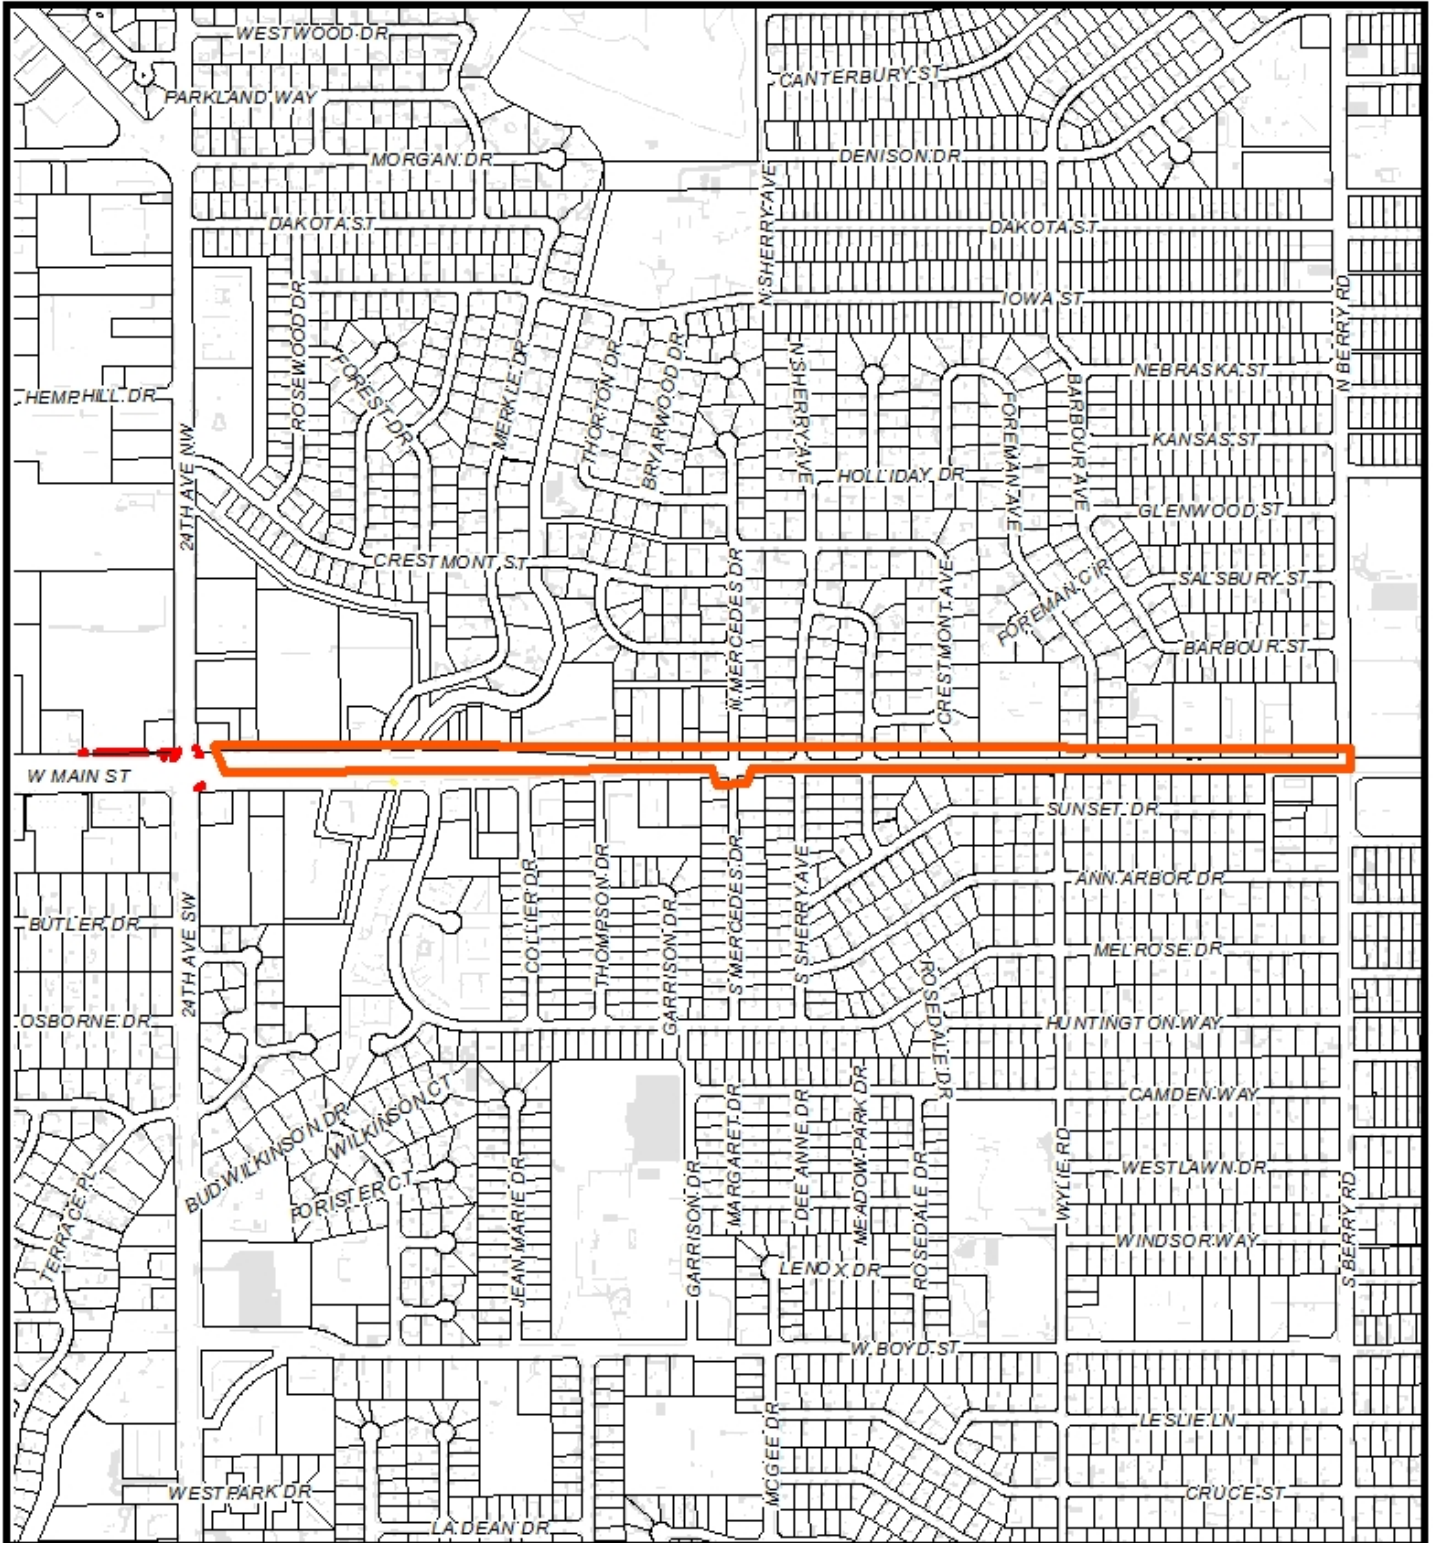 WESTWOOD DR
CANTERBURY ST
PARKLAND WAY
MORGAN DR
DENISON DR
DAKOTA ST
DAKOTA ST
N SHERRY AVE
IOWA ST
N BERRY RD
ROSEWOOD DR
FOREST DR
MERKLE DR
THORTON DR
BRYARWOOD DR
N SHERRY AVE
NEBRASKA ST
HEMPHILL DR
BARBOUR AVE
FOREMAN AVE
KANSAS ST
HOLLIDAY DR
24TH AVE NW
GLENWOOD ST
CRESTMONT ST
SALSBURY ST
FOREMAN CIR
N MERCEDES DR
CRESTMONT AVE
BARBOUR ST
W MAIN ST
SUNSET DR
ANN ARBOR DR
COLLIER DR
THOMPSON DR
GARRISON DR
S MERCEDES DR
S SHERRY AVE
BUTLER DR
24TH AVE SW
MELROSE DR
ROSEDALE DR
OSBORNE DR
HUNTINGTON WAY
CAMDEN WAY
BUD WILKINSON DR
WILKINSON CT
MARGARET DR
DEE ANNE DR
MEADOW PARK DR
WESTLAWN DR
WYLIE RD
S BERRY RD
FORISTER CT
TERRACE PL
JEAN MARIE DR
GARRISON DR
ROSEDALE DR
WINDSOR WAY
LENOX DR
W BOYD ST
LESLIE LN
MCGEE DR
WESTPARK DR
CRUCE ST
LA DEAN DR